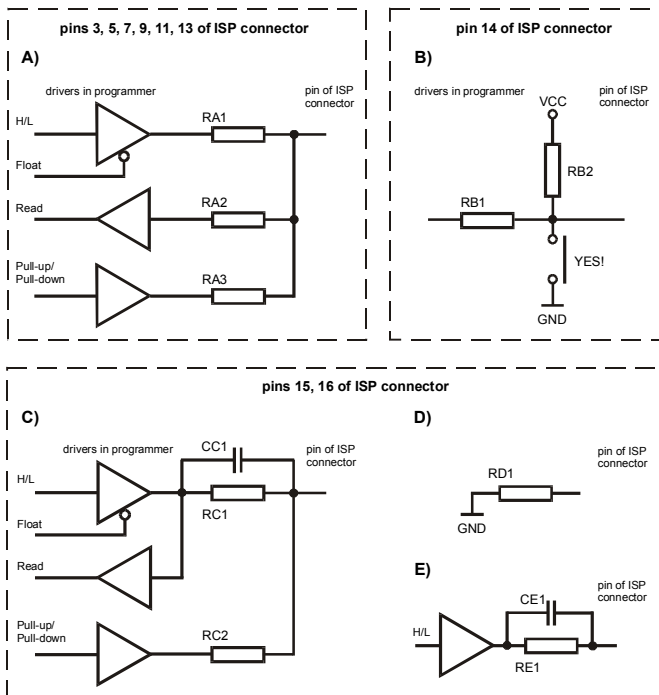 pins 3, 5, 7, 9, 11, 13 of ISP connector
A)
drivers in programmer
pin of ISP
connector
H/L
RA1
Float
Read
RA2
Pull-up/
Pull-down
RA3
pin 14 of ISP connector
B)
drivers in programmer
pin of ISP
connector
VCC
RB2
RB1
YES!
GND
pins 15, 16 of ISP connector
C)
drivers in programmer
CC1
pin of ISP
connector
H/L
RC1
Float
Read
Pull-up/
Pull-down
RC2
D)
pin of ISP
connector
RD1
GND
E)
pin of ISP
connector
CE1
H/L
RE1